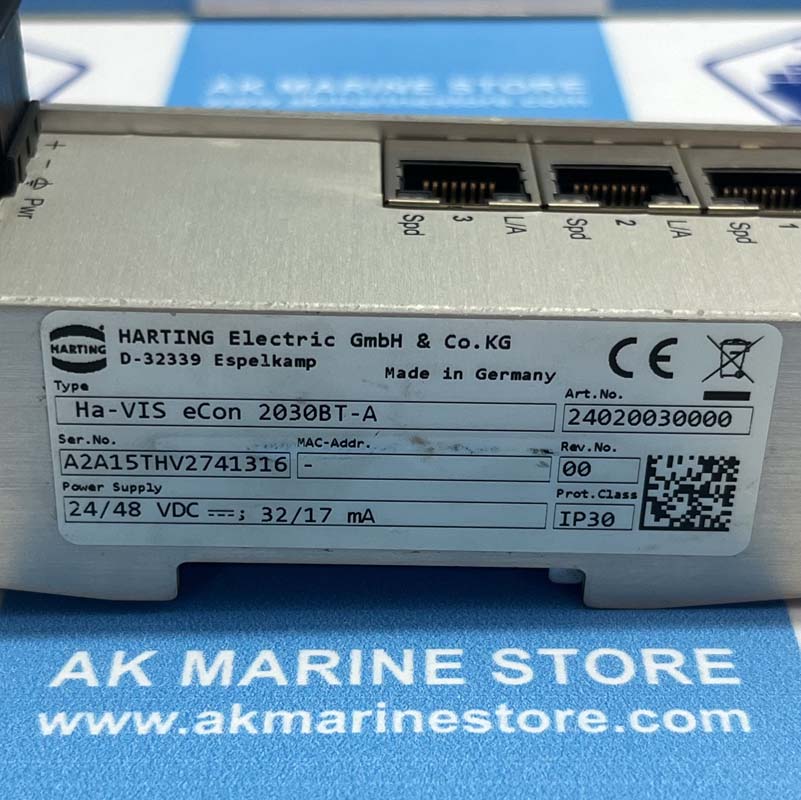 AK MARINE STORE
www.akmarinestore.com
+ - Pwr
Spd 3 L/A
Spd 2 L/A
Spd 1
HARTING
HARTING Electric GmbH & Co.KG
D-32339 Espelkamp
Made in Germany
CE
Type
Ha-VIS eCon 2030BT-A
Art.No.
24020030000
Ser.No.
A2A15THV2741316
MAC-Addr.
-
Rev.No.
00
Power Supply
24/48 VDC ⎓; 32/17 mA
Prot.Class
IP30
AK MARINE STORE
www.akmarinestore.com